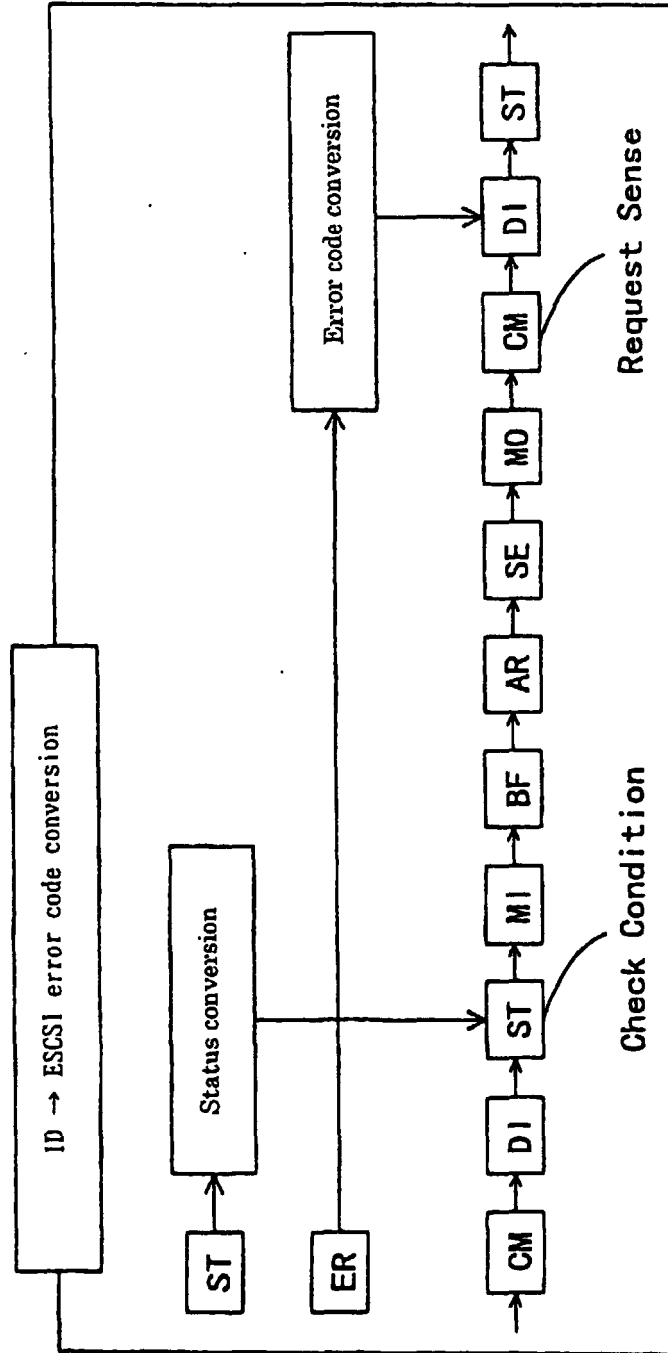 ID → ESCSI error code conversion
ST
Status conversion
ER
Error code conversion
CM
DI
ST
MI
BF
AR
SE
MO
CM
DI
ST
Check Condition
Request Sense